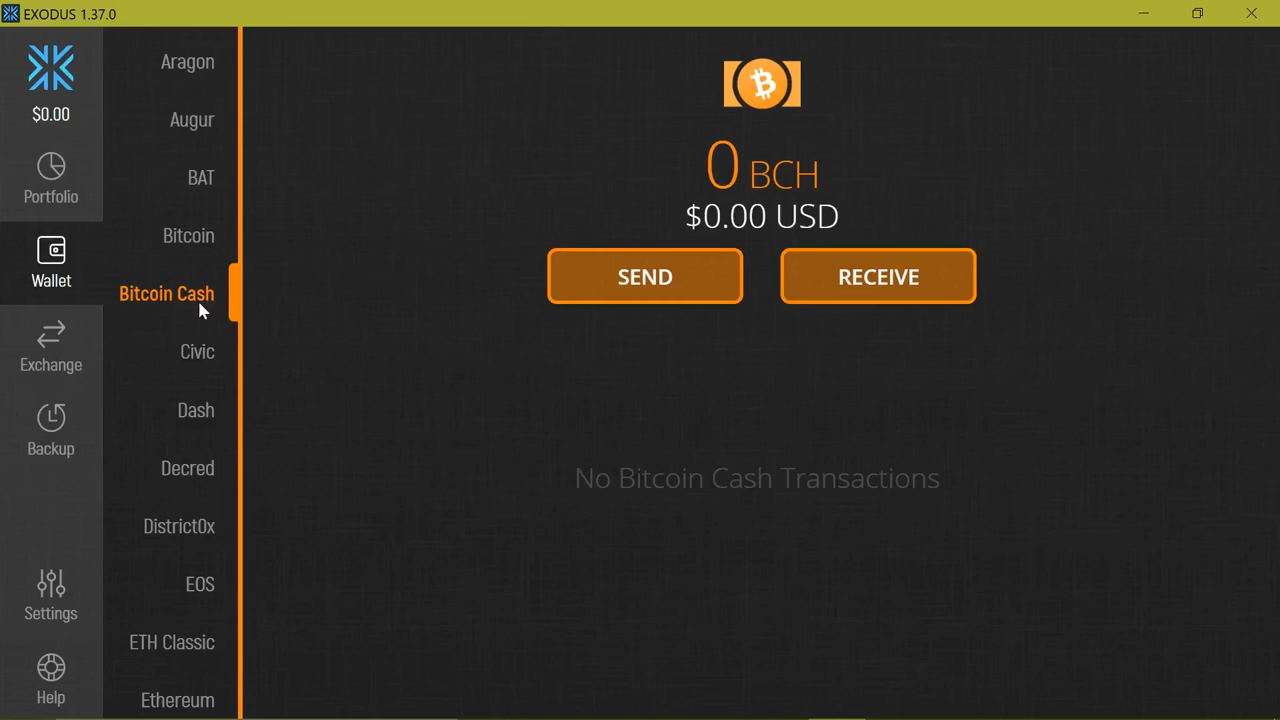 EXODUS 1.37.0
$0.00
Portfolio
Wallet
Exchange
Backup
Settings
Help
Aragon
Augur
BAT
Bitcoin
Bitcoin Cash
Civic
Dash
Decred
District0x
EOS
ETH Classic
Ethereum
0 BCH
$0.00 USD
SEND
RECEIVE
No Bitcoin Cash Transactions